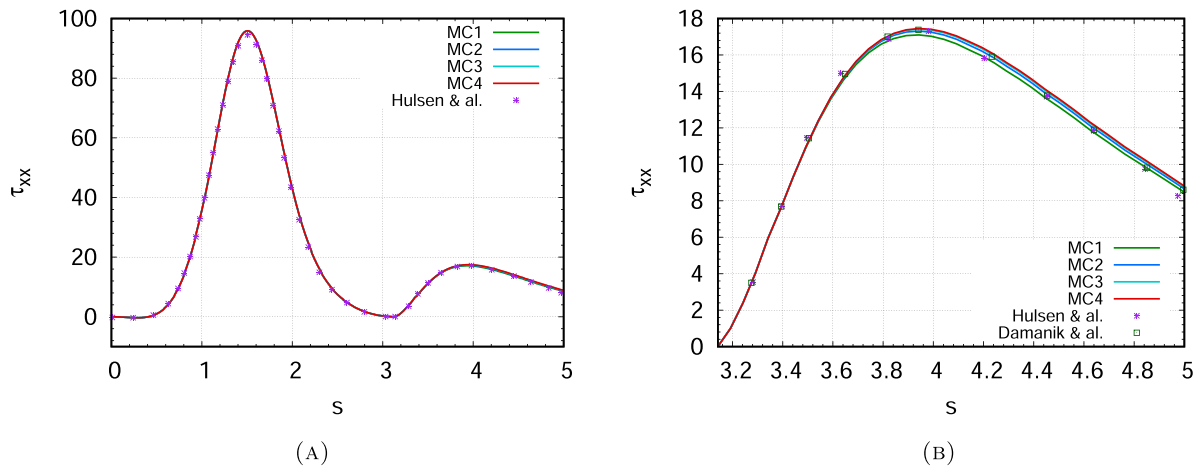 100
80
60
40
20
0
τxx
0 1 2 3 4 5
s
MC1
MC2
MC3
MC4
Hulsen & al.
(A)
18
16
14
12
10
8
6
4
2
0
τxx
3.2 3.4 3.6 3.8 4 4.2 4.4 4.6 4.8 5
s
MC1
MC2
MC3
MC4
Hulsen & al.
Damanik & al.
(B)